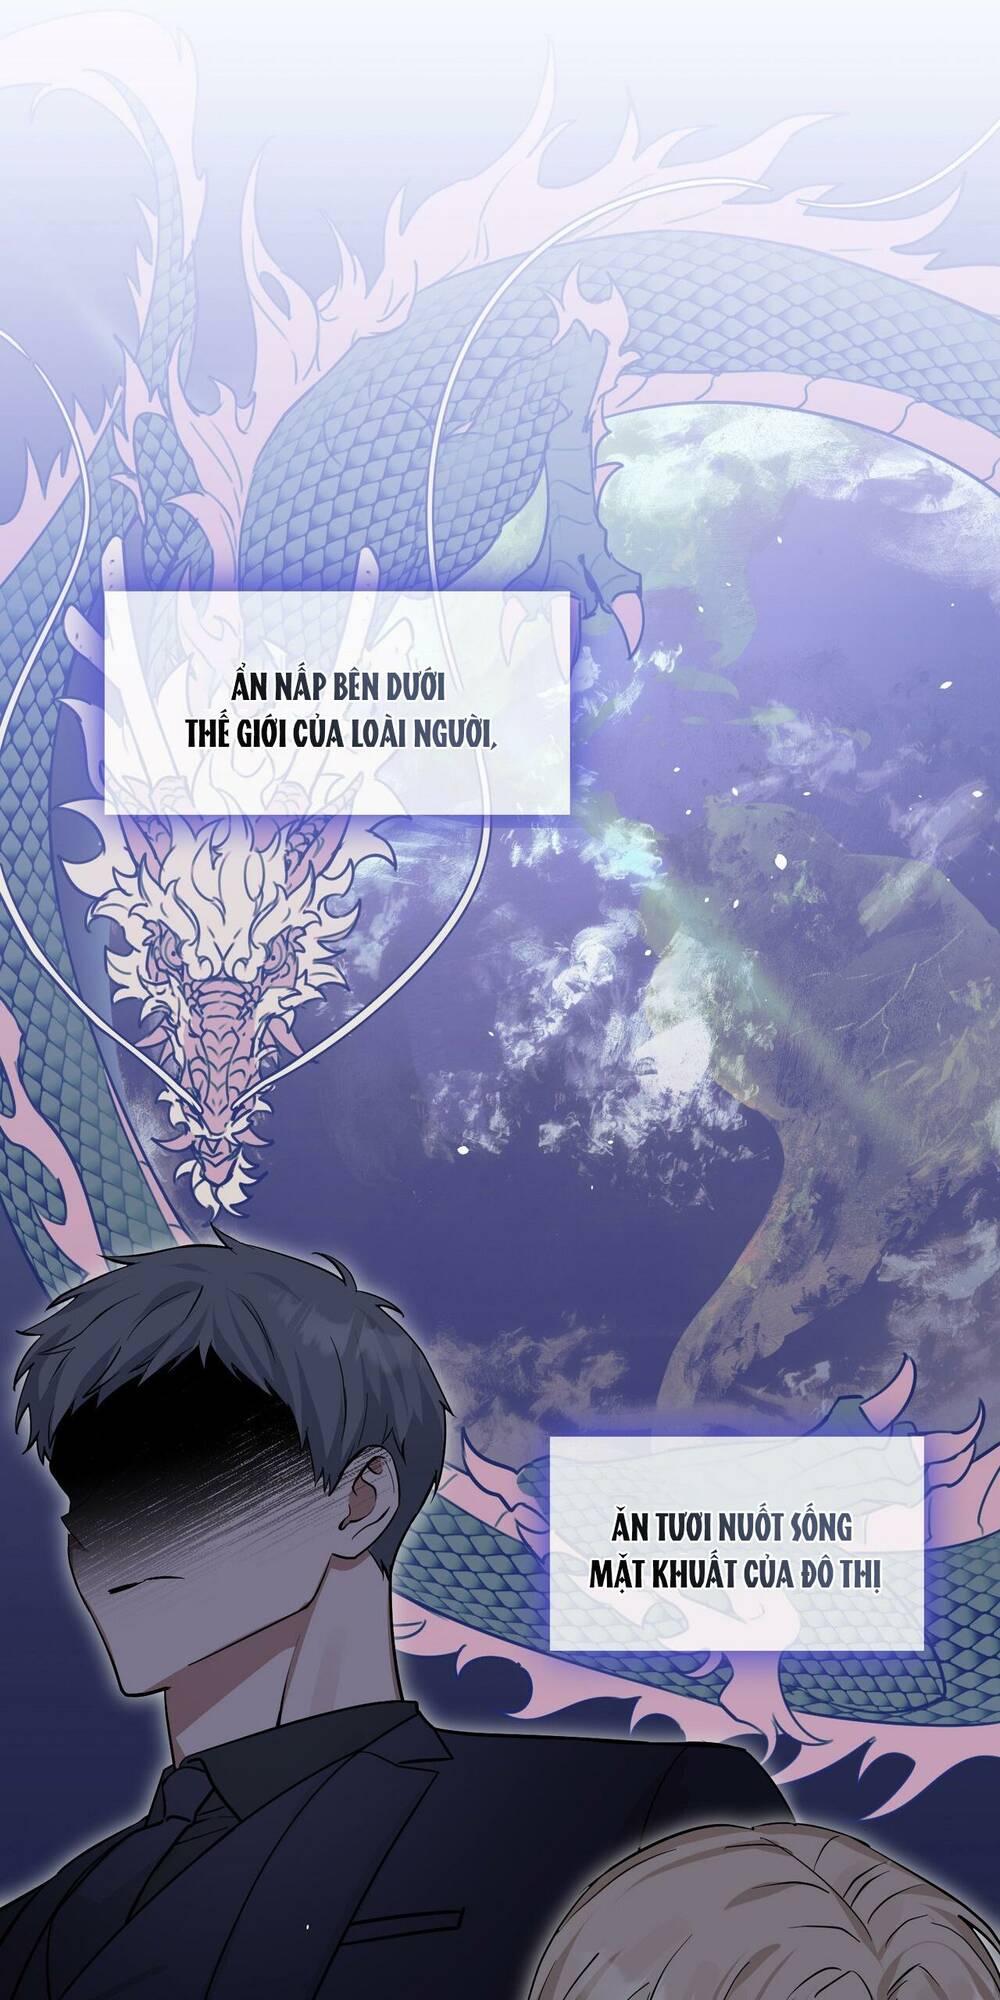 ẨN NẤP BÊN DƯỚI
THẾ GIỚI CỦA LOÀI NGƯỜI,
ĂN TƯƠI NUỐT SỐNG
MẶT KHUẤT CỦA ĐÔ THỊ